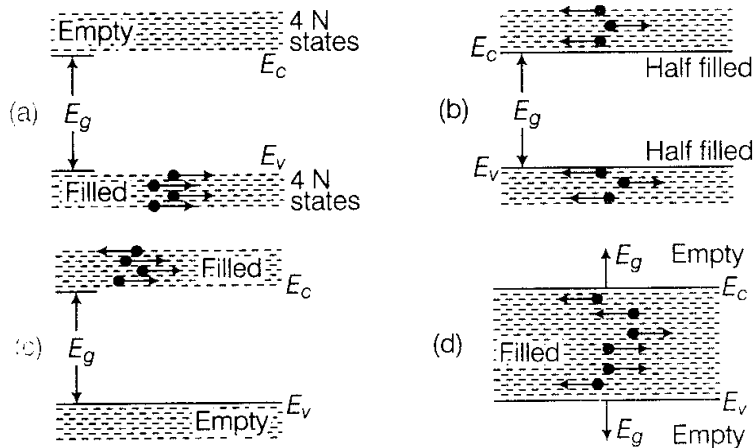 (a)
Empty
4 N
states
E_c
E_g
E_v
Filled
4 N
states
(b)
E_c
Half filled
E_g
Half filled
E_v
(c)
Filled
E_c
E_g
E_v
Empty
(d)
E_g
Empty
E_c
Filled
E_v
E_g
Empty